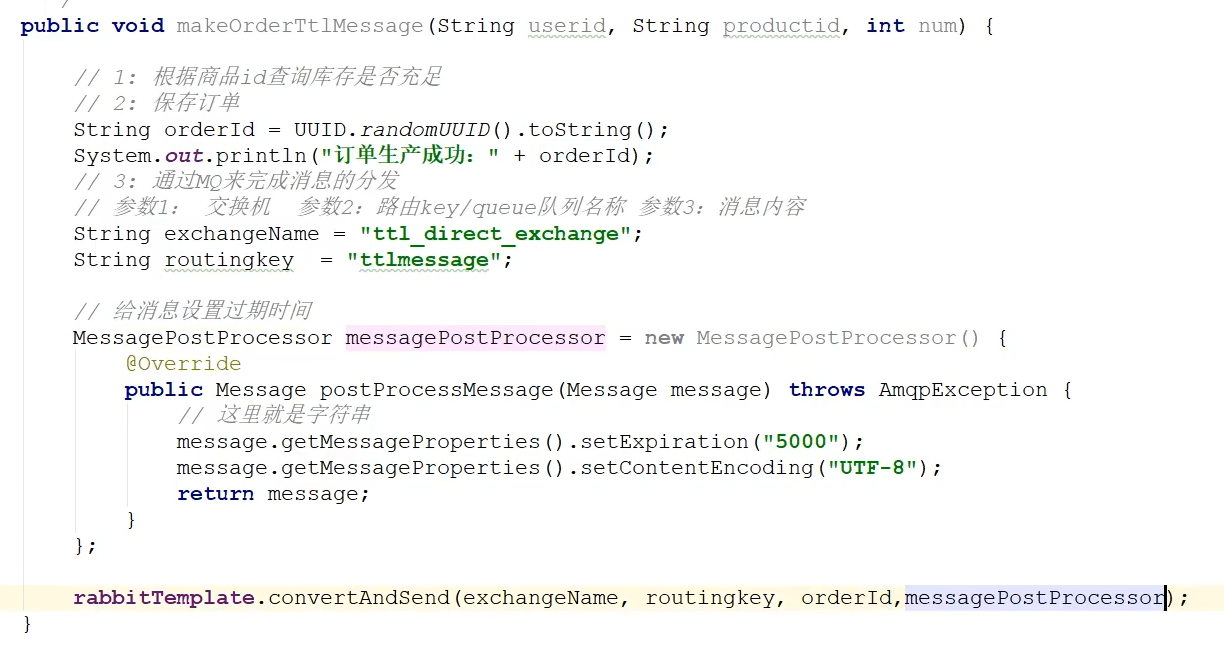 public void makeOrderTtlMessage(String userid, String productid, int num) {
// 1: 根据商品id查询库存是否充足
// 2: 保存订单
String orderId = UUID.randomUUID().toString();
System.out.println("订单生产成功：" + orderId);
// 3: 通过MQ来完成消息的分发
// 参数1： 交换机 参数2：路由key/queue队列名称 参数3：消息内容
String exchangeName = "ttl_direct_exchange";
String routingkey = "ttlmessage";
// 给消息设置过期时间
MessagePostProcessor messagePostProcessor = new MessagePostProcessor() {
@Override
public Message postProcessMessage(Message message) throws AmqpException {
// 这里就是字符串
message.getMessageProperties().setExpiration("5000");
message.getMessageProperties().setContentEncoding("UTF-8");
return message;
}
};
rabbitTemplate.convertAndSend(exchangeName, routingkey, orderId,messagePostProcessor);
}